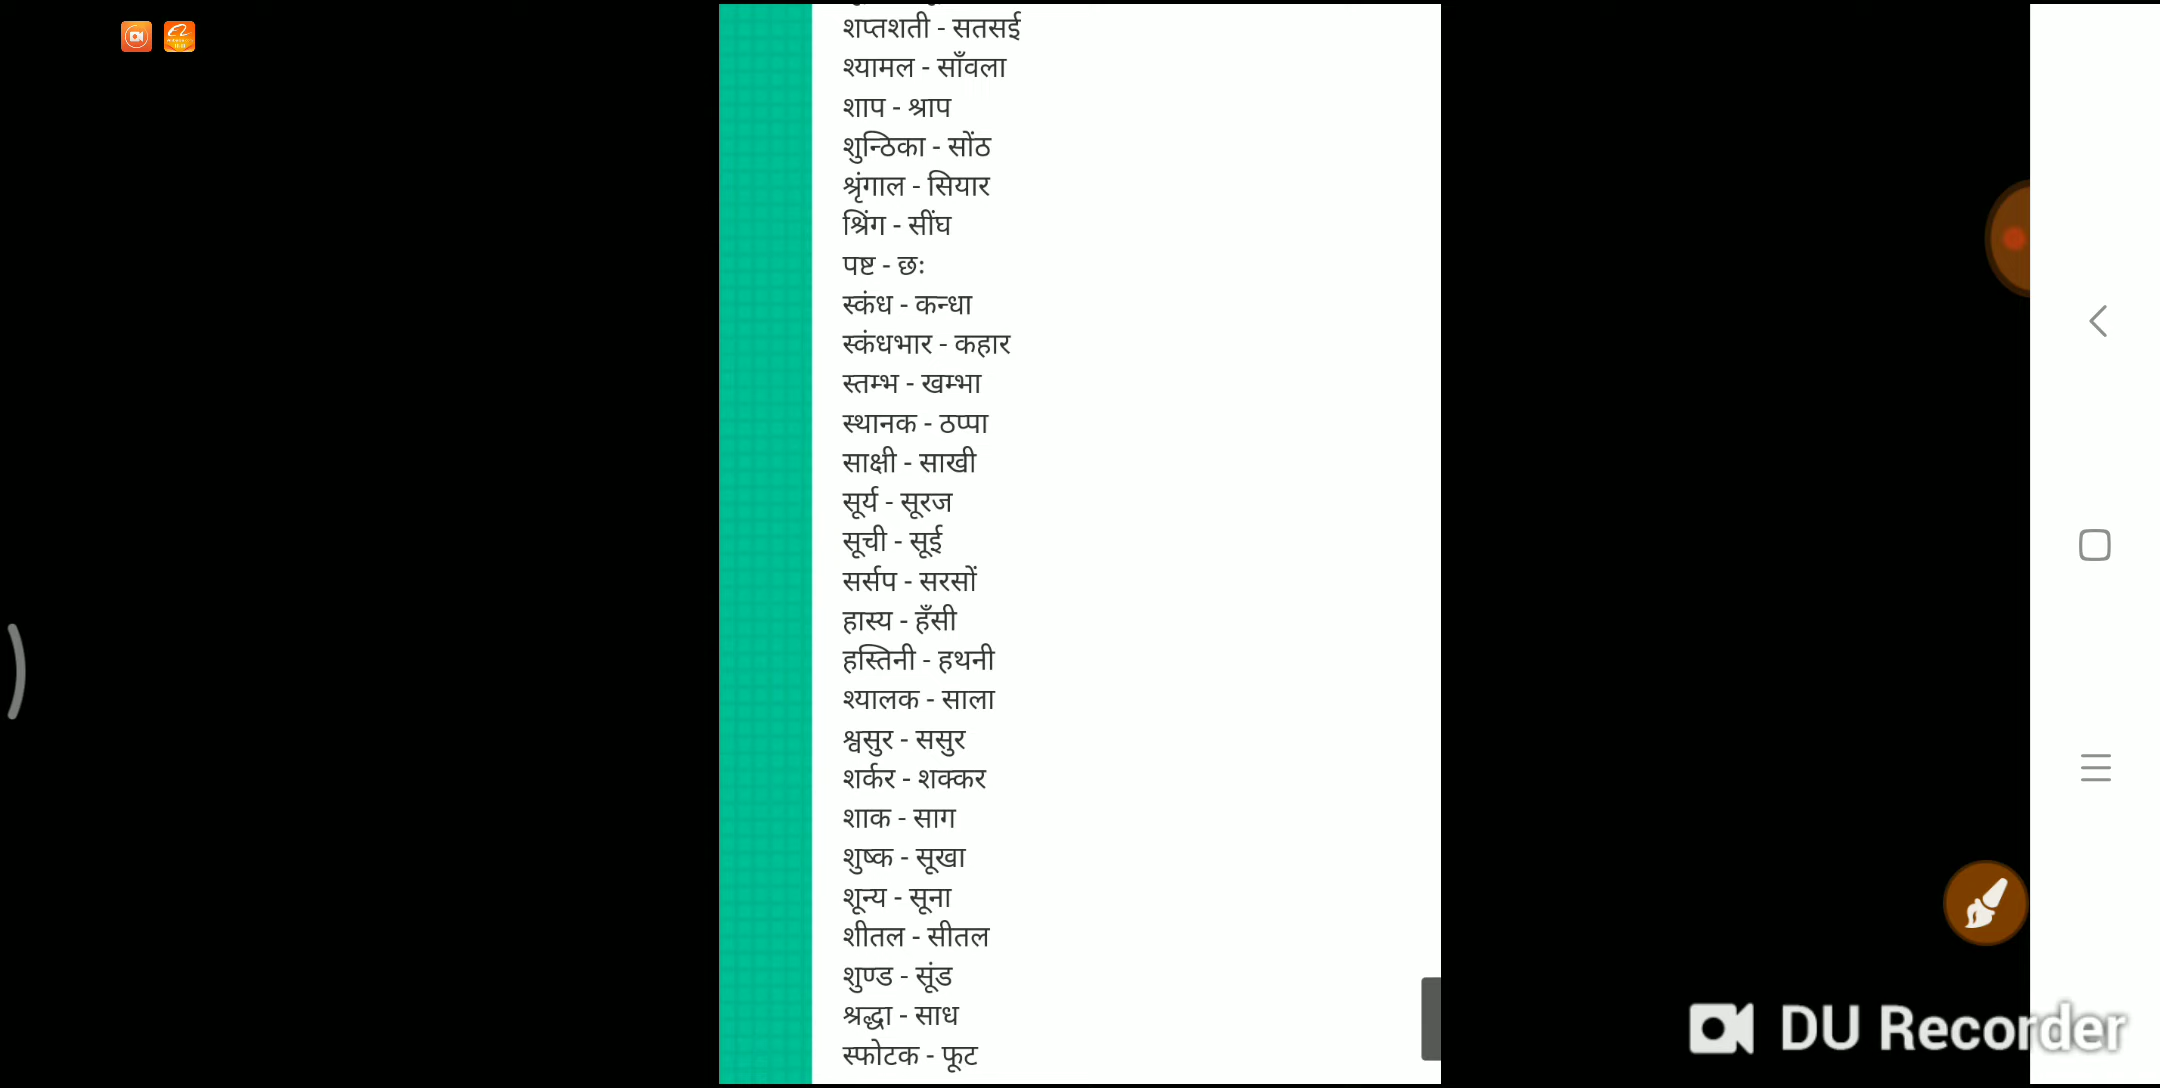 शप्तशती - सतसई
श्यामल - साँवला
शाप - श्राप
शुन्ठिका - सोंठ
श्रृंगाल - सियार
श्रिंग - सींघ
पष्ट - छः
स्कंध - कन्धा
स्कंधभार - कहार
स्तम्भ - खम्भा
स्थानक - ठप्पा
साक्षी - साखी
सूर्य - सूरज
सूची - सूई
सर्सप - सरसों
हास्य - हँसी
हस्तिनी - हथनी
श्यालक - साला
श्वसुर - ससुर
शर्कर - शक्कर
शाक - साग
शुष्क - सूखा
शून्य - सूना
शीतल - सीतल
शुण्ड - सूंड
श्रद्धा - साध
स्फोटक - फूट
DU Recorder